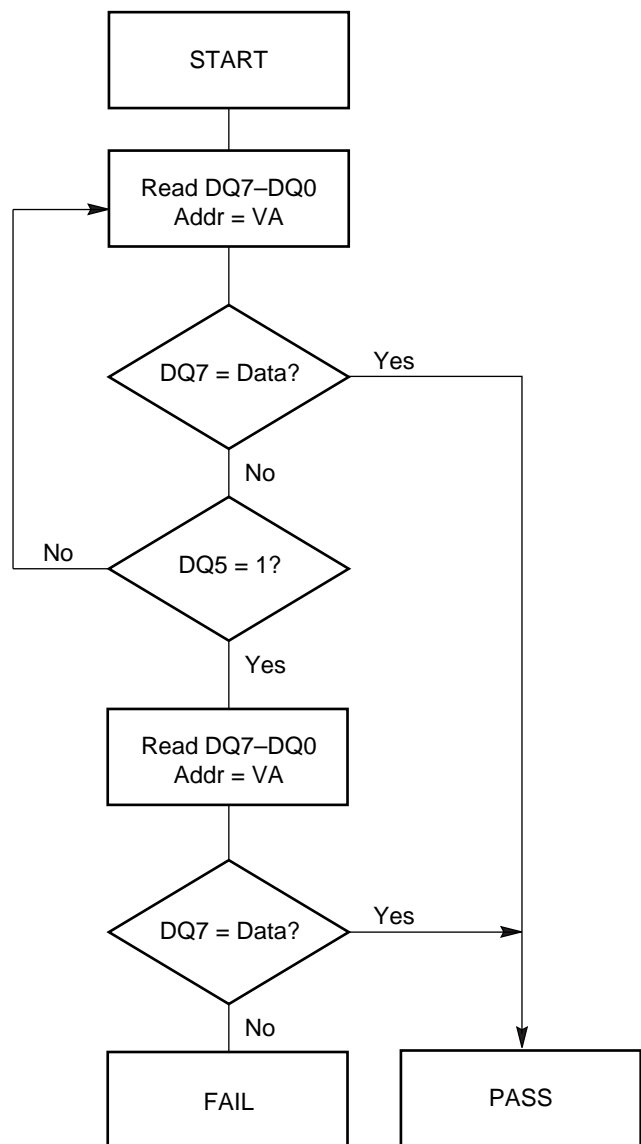 START
Read DQ7–DQ0
Addr = VA
DQ7 = Data?
Yes
No
No
DQ5 = 1?
Yes
Read DQ7–DQ0
Addr = VA
DQ7 = Data?
Yes
No
FAIL
PASS